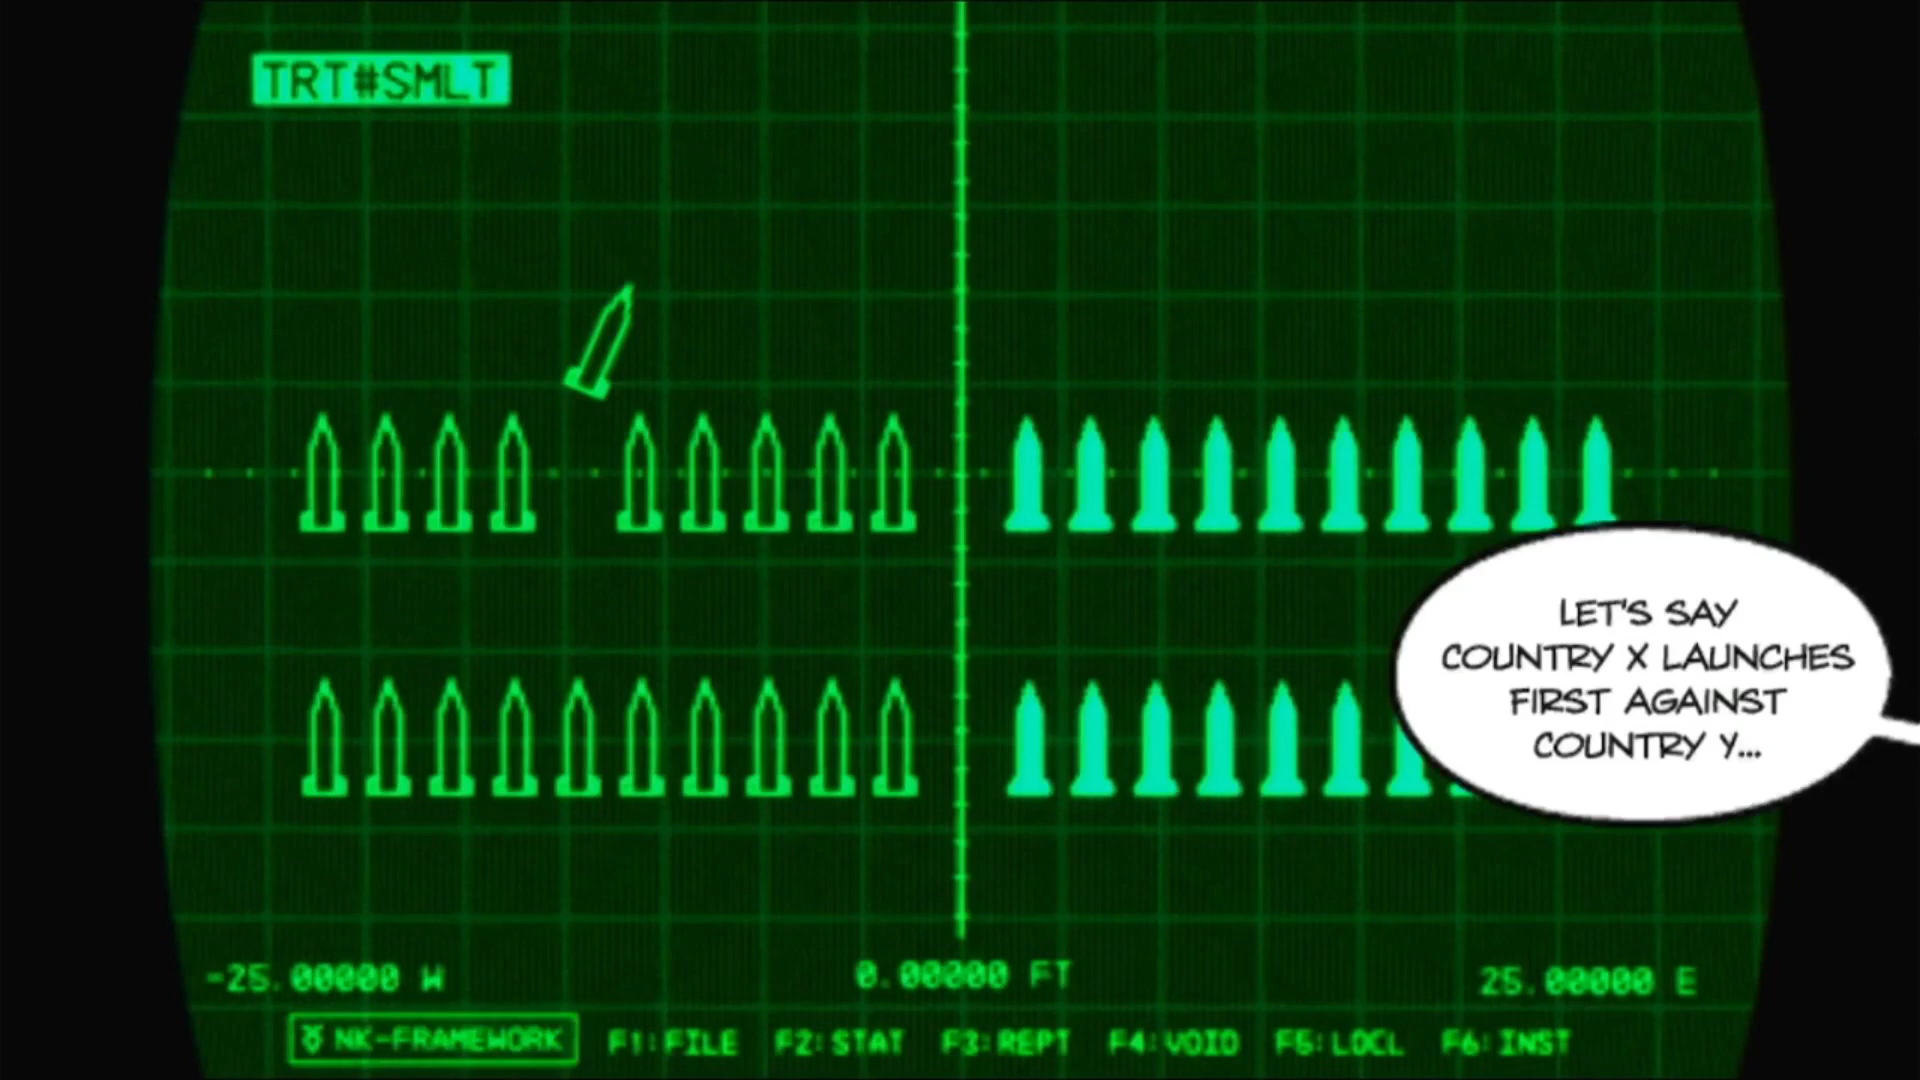 TRT#SMLT
LET'S SAY
COUNTRY X LAUNCHES
FIRST AGAINST
COUNTRY Y...
-25.00000 W
0.00000 FT
25.00000 E
NK-FRAMEWORK F1:FILE F2:STAT F3:REPT F4:VOID F5:LOCL F6:INST